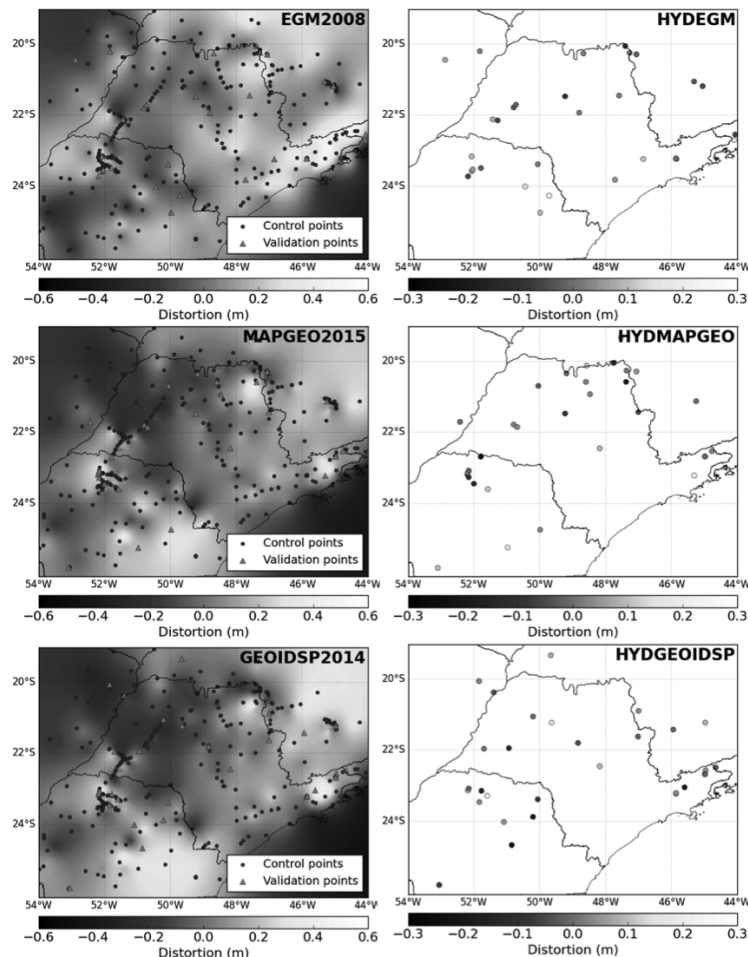 EGM2008
HYDEGM
20°S
20°S
22°S
22°S
24°S
24°S
Control points
Validation points
54°W 52°W 50°W 48°W 46°W 44°W
54°W 52°W 50°W 48°W 46°W 44°W
−0.6 −0.4 −0.2 0.0 0.2 0.4 0.6
−0.3 −0.2 −0.1 0.0 0.1 0.2 0.3
Distortion (m)
Distortion (m)
MAPGEO2015
HYDMAPGEO
20°S
20°S
22°S
22°S
24°S
24°S
Control points
Validation points
54°W 52°W 50°W 48°W 46°W 44°W
54°W 52°W 50°W 48°W 46°W 44°W
−0.6 −0.4 −0.2 0.0 0.2 0.4 0.6
−0.3 −0.2 −0.1 0.0 0.1 0.2 0.3
Distortion (m)
Distortion (m)
GEOIDSP2014
HYDGEOIDSP
20°S
20°S
22°S
22°S
24°S
24°S
Control points
Validation points
54°W 52°W 50°W 48°W 46°W 44°W
54°W 52°W 50°W 48°W 46°W 44°W
−0.6 −0.4 −0.2 0.0 0.2 0.4 0.6
−0.3 −0.2 −0.1 0.0 0.1 0.2 0.3
Distortion (m)
Distortion (m)